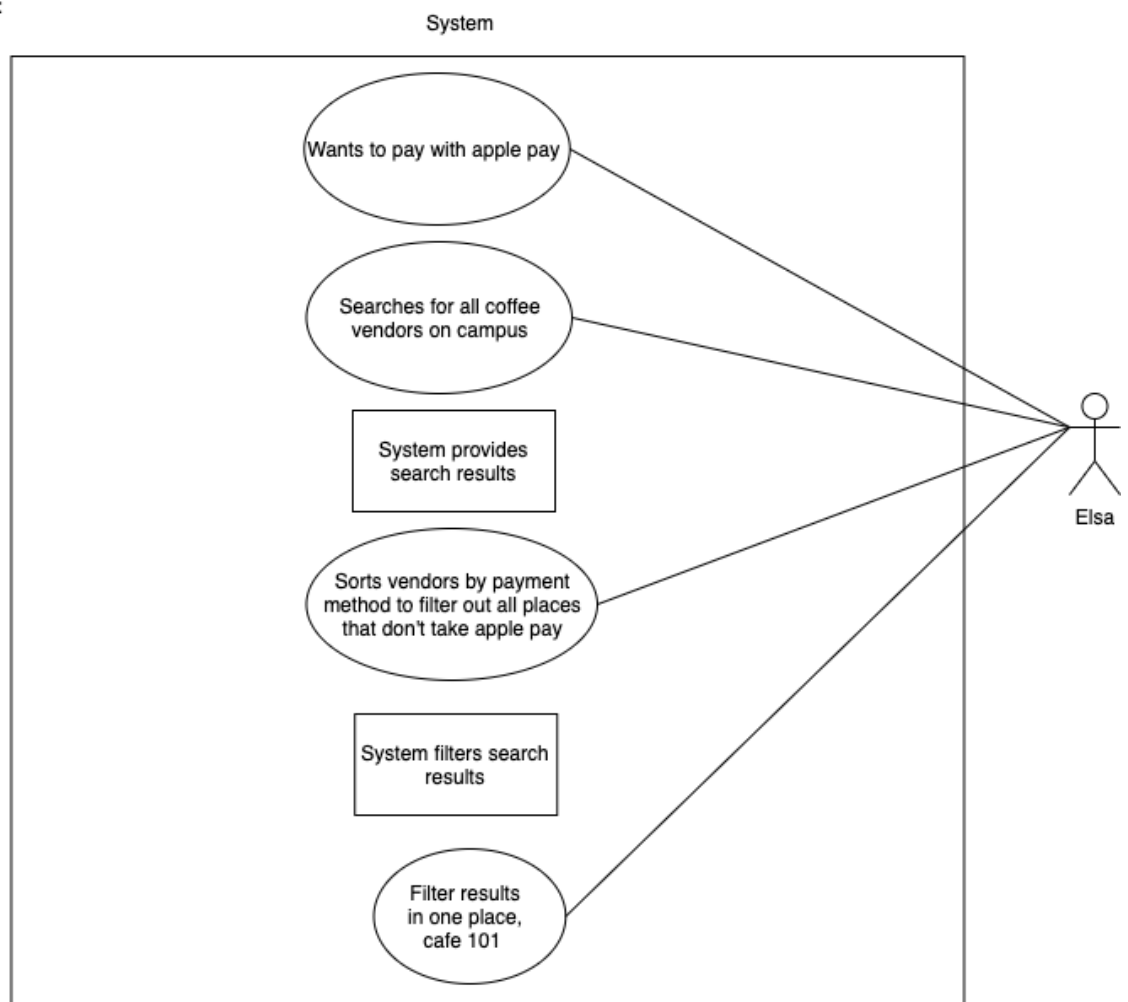 System
Wants to pay with apple pay
Searches for all coffee
vendors on campus
System provides
search results
Elsa
Sorts vendors by payment
method to filter out all places
that don't take apple pay
System filters search
results
Filter results
in one place,
cafe 101